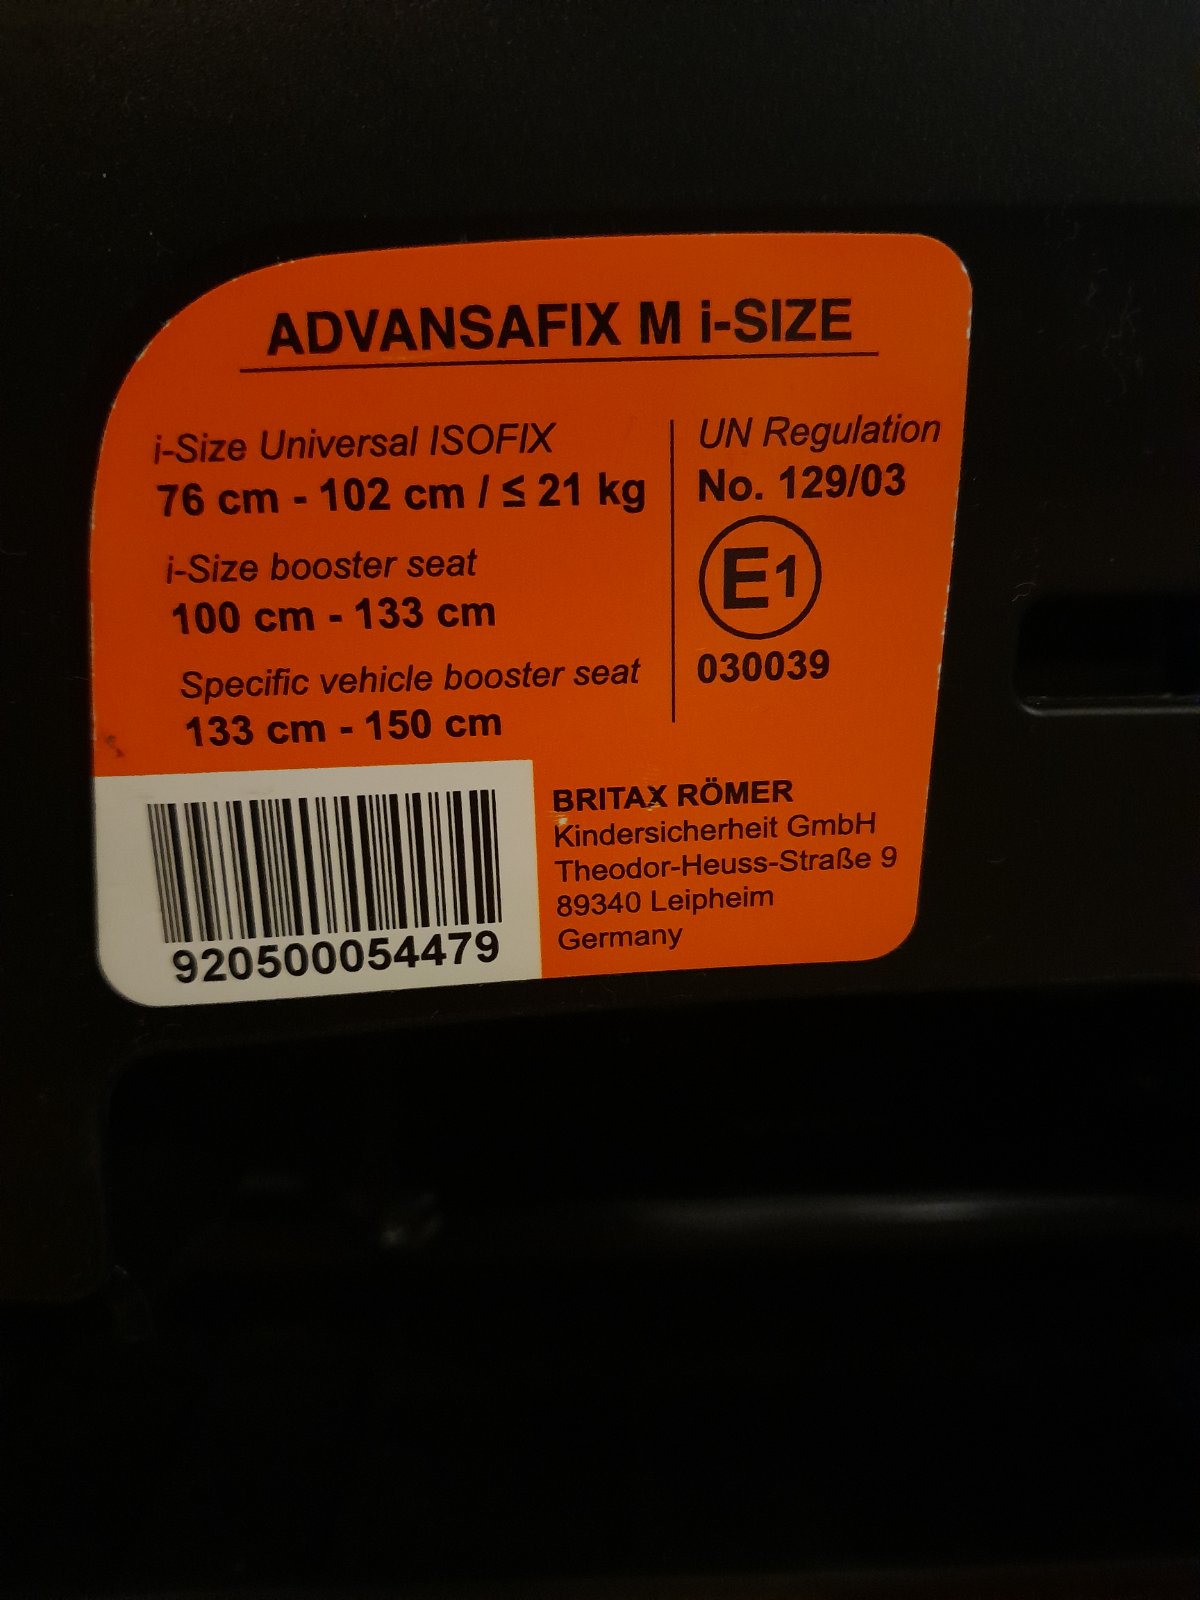 ADVANSAFIX M i-SIZE
i-Size Universal ISOFIX
76 cm - 102 cm / ≤ 21 kg
i-Size booster seat
100 cm - 133 cm
Specific vehicle booster seat
133 cm - 150 cm
UN Regulation
No. 129/03
E1
030039
920500054479
BRITAX RÖMER
Kindersicherheit GmbH
Theodor-Heuss-Straße 9
89340 Leipheim
Germany